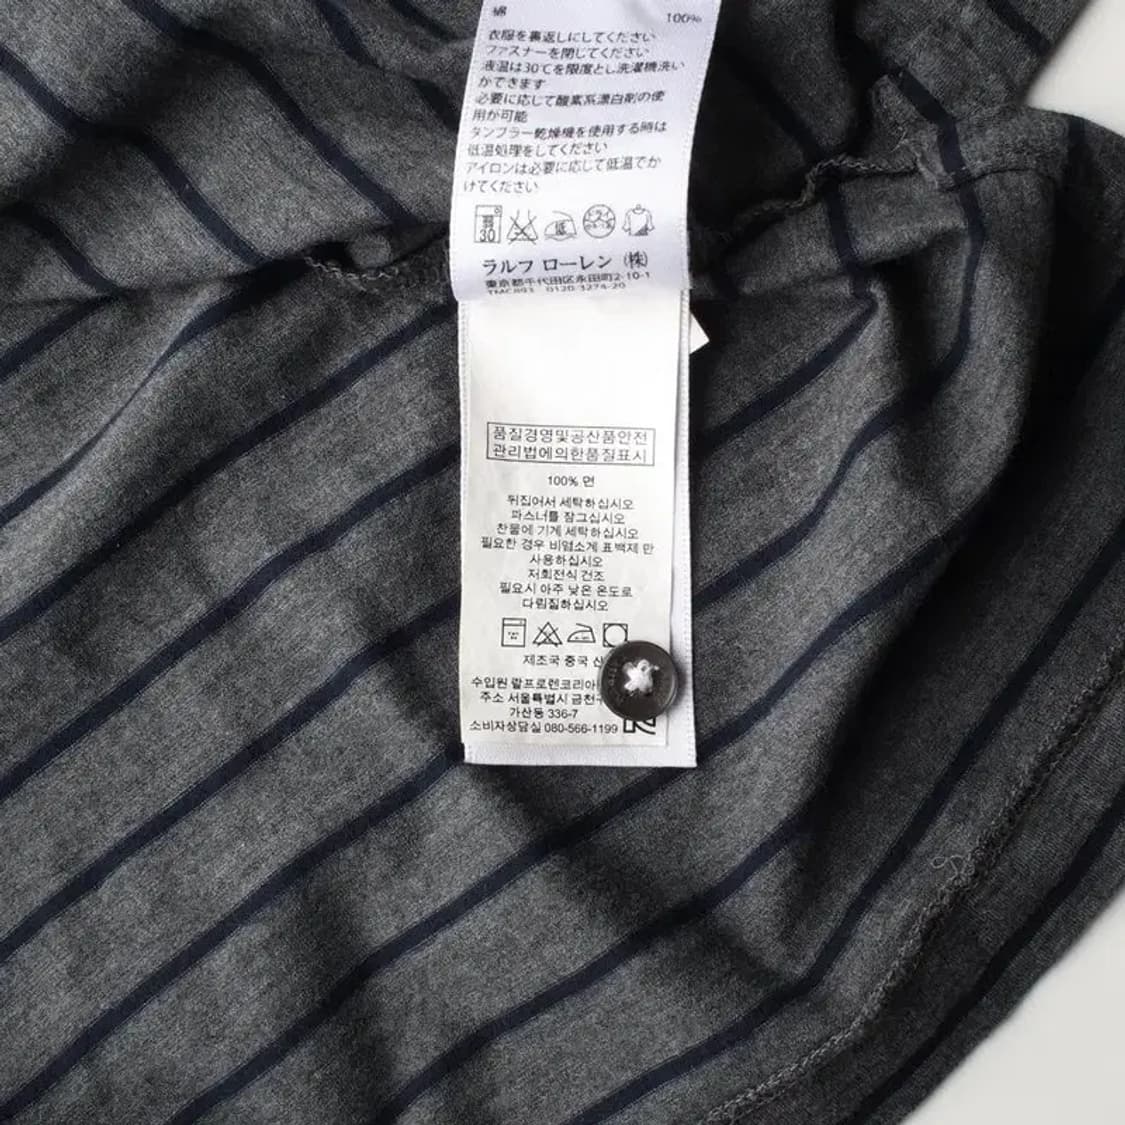 綿 100%
衣服を裏返しにしてください
ファスナーを閉じてください
液温は30℃を限度とし洗濯機洗い
ができます
必要に応じて酸素系漂白剤の使
用が可能
タンブラー乾燥機を使用する時は
低温処理をしてください
アイロンは必要に応じて低温でか
けてください
弱 30 低
ラルフ ローレン (株)
東京都千代田区永田町2-10-1
TMC893 0120-3274-20
품질경영및공산품안전
관리법에의한품질표시
100% 면
뒤집어서 세탁하십시오
파스너를 잠그십시오
찬물에 기계 세탁하십시오
필요한 경우 비염소계 표백제 만
사용하십시오
저회전식 건조
필요시 아주 낮은 온도로
다림질하십시오
제조국 중국 산
수입원 랄프로렌코리아
주소 서울특별시 금천구
가산동 336-7
소비자상담실 080-566-1199